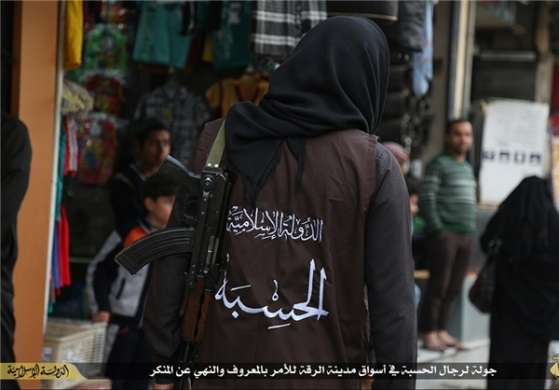 الدولة الإسلامية
الحسبة
جولة لرجال الحسبة في أسواق مدينة الرقة للأمر بالمعروف والنهي عن المنكر
الدولة الإسلامية